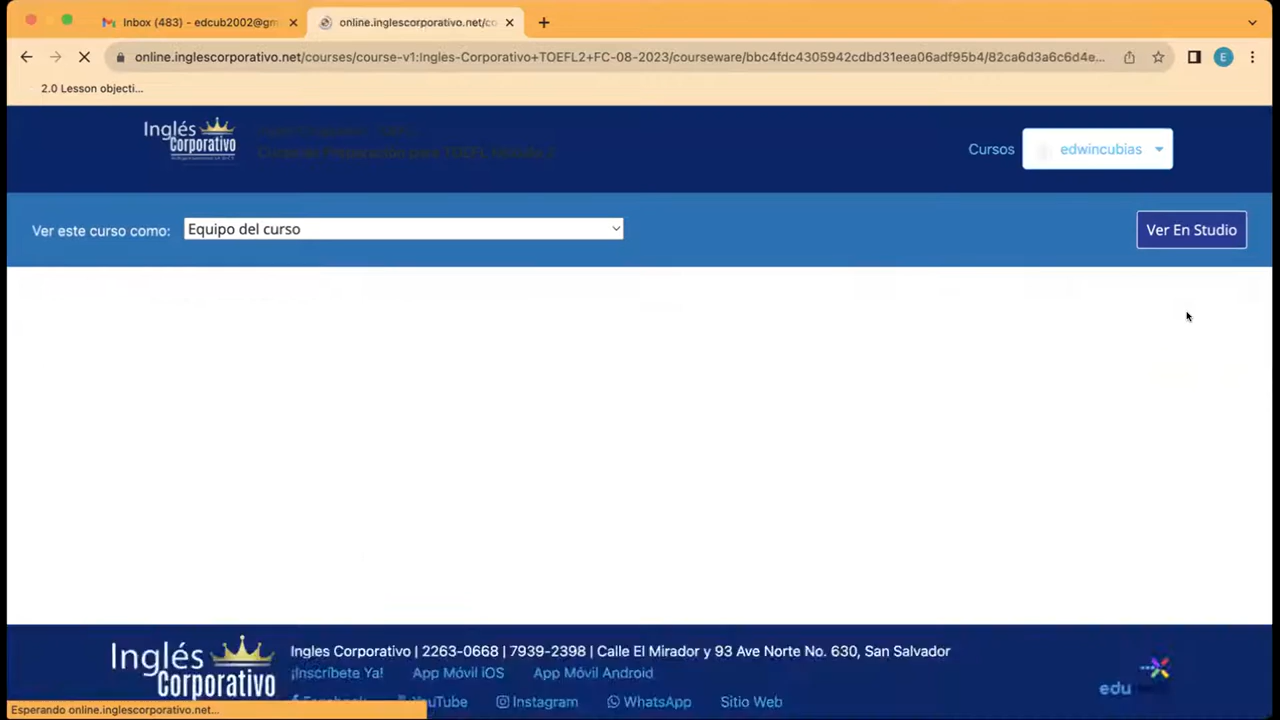 Inbox (483) - edcub2002@gm
online.inglescorporativo.net/co
online.inglescorporativo.net/courses/course-v1:Ingles-Corporativo+TOEFL2+FC-08-2023/courseware/bbc4fdc4305942cdbd31eea06adf95b4/82ca6d3a6c6d4e...
E
2.0 Lesson objecti...
Inglés
Corporativo
Cursos
edwincubias
Ver este curso como:
Equipo del curso
Ver En Studio
Inglés
Corporativo
Ingles Corporativo | 2263-0668 | 7939-2398 | Calle El Mirador y 93 Ave Norte No. 630, San Salvador
¡Inscríbete Ya!
App Móvil iOS
App Móvil Android
Facebook
YouTube
Instagram
WhatsApp
Sitio Web
edu
Esperando online.inglescorporativo.net...